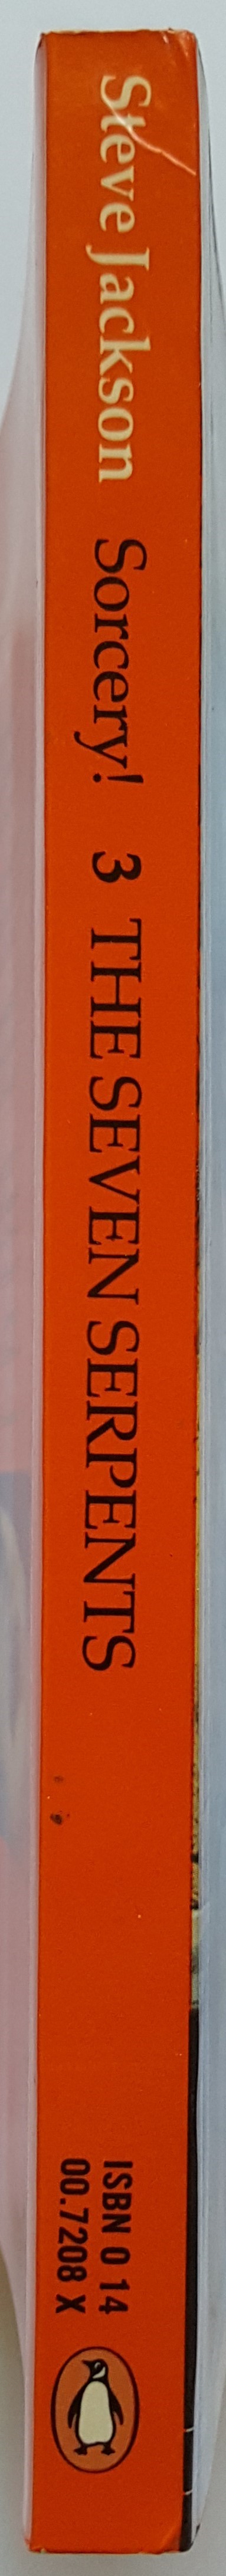 Steve Jackson Sorcery! 3 THE SEVEN SERPENTS
ISBN 0 14
00.7208 X